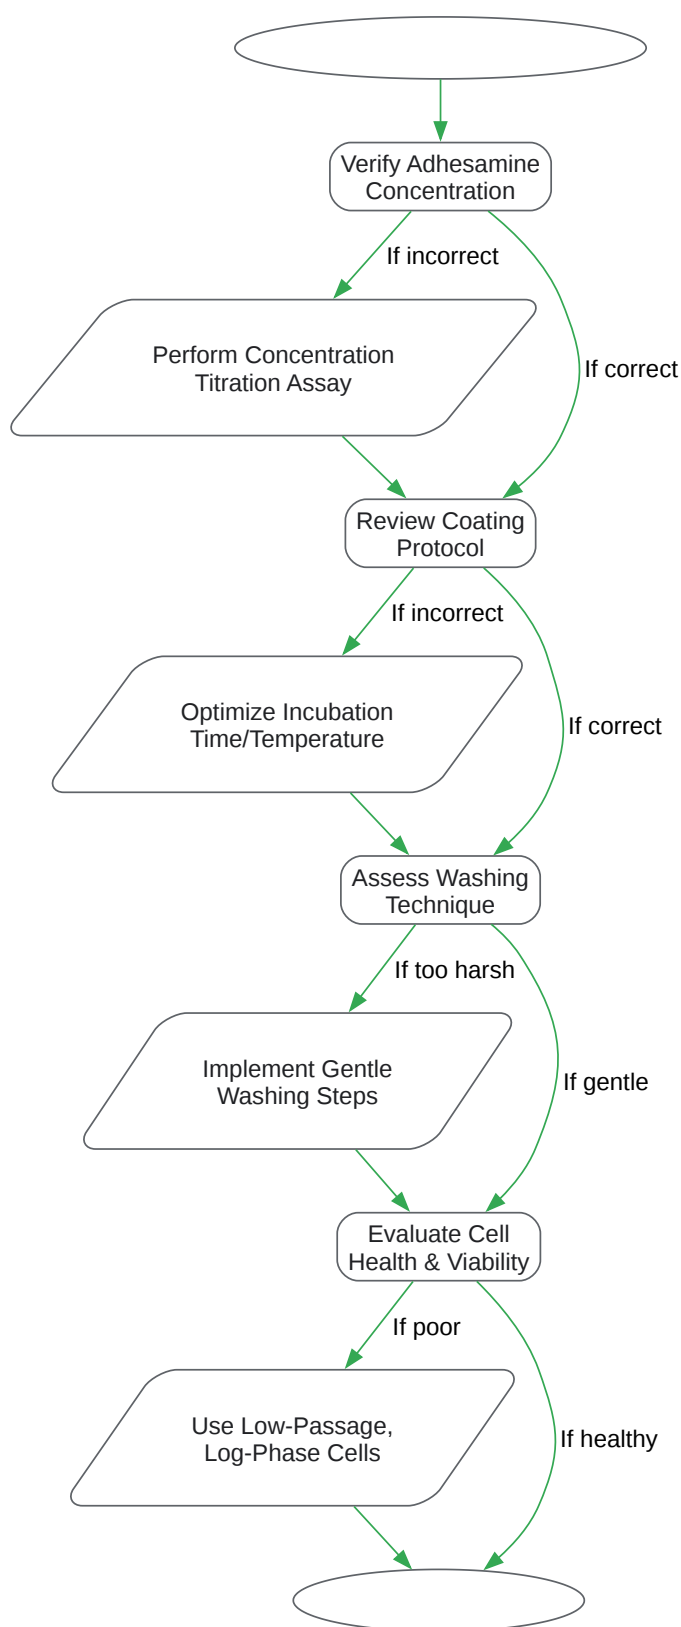 Verify Adhesamine
Concentration
If incorrect
Perform Concentration
Titration Assay
If correct
Review Coating
Protocol
If incorrect
Optimize Incubation
Time/Temperature
If correct
Assess Washing
Technique
If too harsh
Implement Gentle
Washing Steps
If gentle
Evaluate Cell
Health & Viability
If poor
Use Low-Passage,
Log-Phase Cells
If healthy